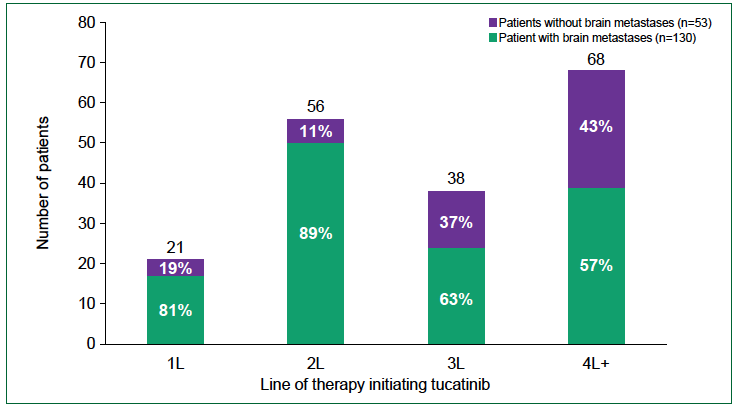 Patients without brain metastases (n=53)
Patient with brain metastases (n=130)
Number of patients
80
70
60
50
40
30
20
10
0
21
19%
81%
56
11%
89%
38
37%
63%
68
43%
57%
1L
2L
3L
4L+
Line of therapy initiating tucatinib